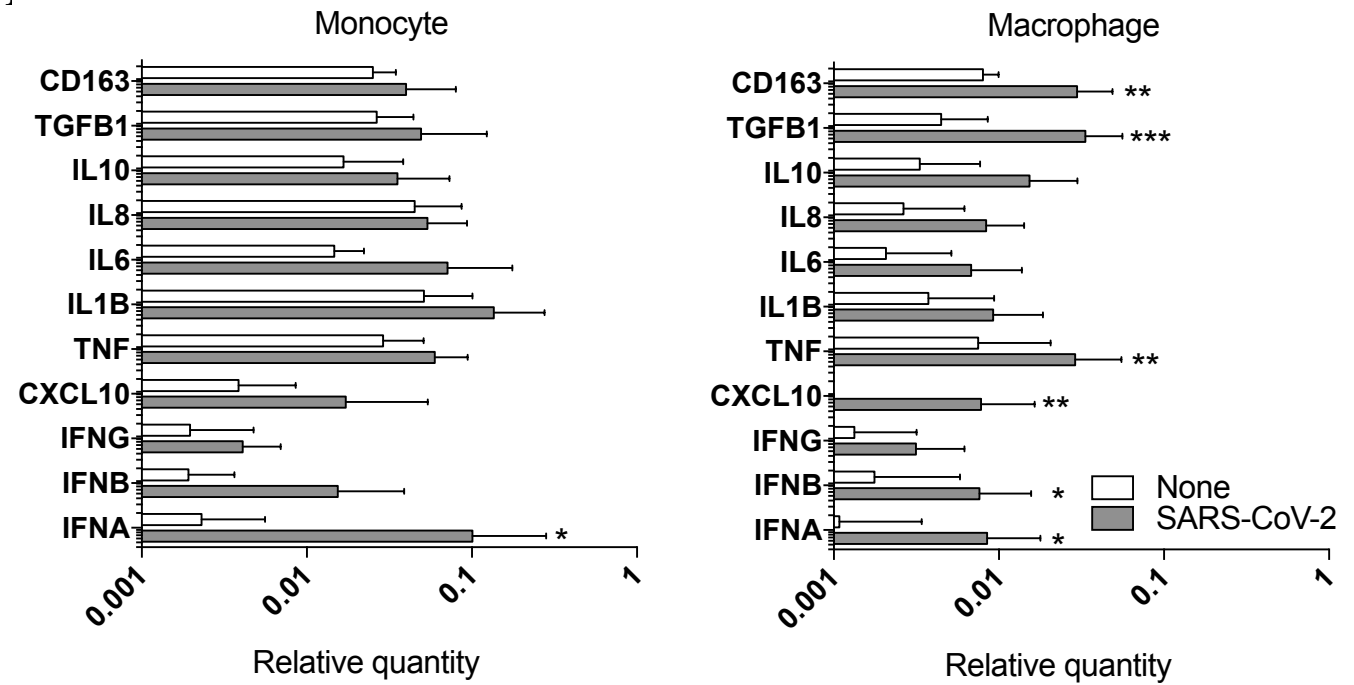 ]
Monocyte
CD163
TGFB1
IL10
IL8
IL6
IL1B
TNF
CXCL10
IFNG
IFNB
IFNA
*
0.001
0.01
0.1
1
Relative quantity
Macrophage
CD163
**
TGFB1
***
IL10
IL8
IL6
IL1B
TNF
**
CXCL10
**
IFNG
IFNB
*
IFNA
*
None
SARS-CoV-2
0.001
0.01
0.1
1
Relative quantity